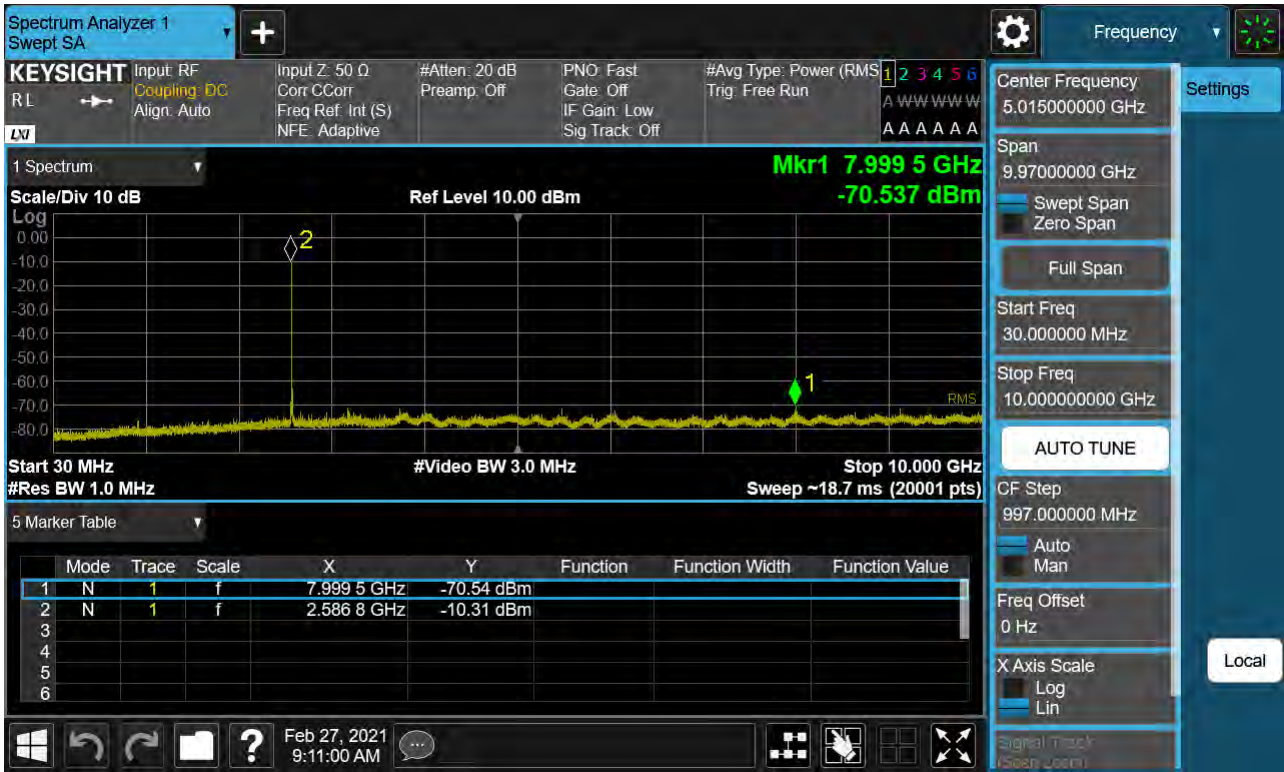 Spectrum Analyzer 1
Swept SA
+
Frequency
KEYSIGHT
RL
LXI
Input: RF
Coupling: DC
Align: Auto
Input Z: 50 Ω
Corr CCorr
Freq Ref: Int (S)
NFE: Adaptive
#Atten: 20 dB
Preamp: Off
PNO: Fast
Gate: Off
IF Gain: Low
Sig Track: Off
#Avg Type: Power (RMS
Trig: Free Run
1 2 3 4 5 6
A W W W W W
A A A A A A
1 Spectrum
Mkr1 7.999 5 GHz
-70.537 dBm
Scale/Div 10 dB
Ref Level 10.00 dBm
Log
0.00
-10.0
-20.0
-30.0
-40.0
-50.0
-60.0
-70.0
-80.0
2
1
RMS
Start 30 MHz
#Video BW 3.0 MHz
Stop 10.000 GHz
#Res BW 1.0 MHz
Sweep ~18.7 ms (20001 pts)
5 Marker Table
Mode Trace Scale X Y Function Function Width Function Value
1 N 1 f 7.999 5 GHz -70.54 dBm
2 N 1 f 2.586 8 GHz -10.31 dBm
3
4
5
6
Feb 27, 2021
9:11:00 AM
Center Frequency
5.015000000 GHz
Span
9.97000000 GHz
Swept Span
Zero Span
Full Span
Start Freq
30.000000 MHz
Stop Freq
10.000000000 GHz
AUTO TUNE
CF Step
997.000000 MHz
Auto
Man
Freq Offset
0 Hz
X Axis Scale
Log
Lin
Signal Track
(Span Zoom)
Settings
Local